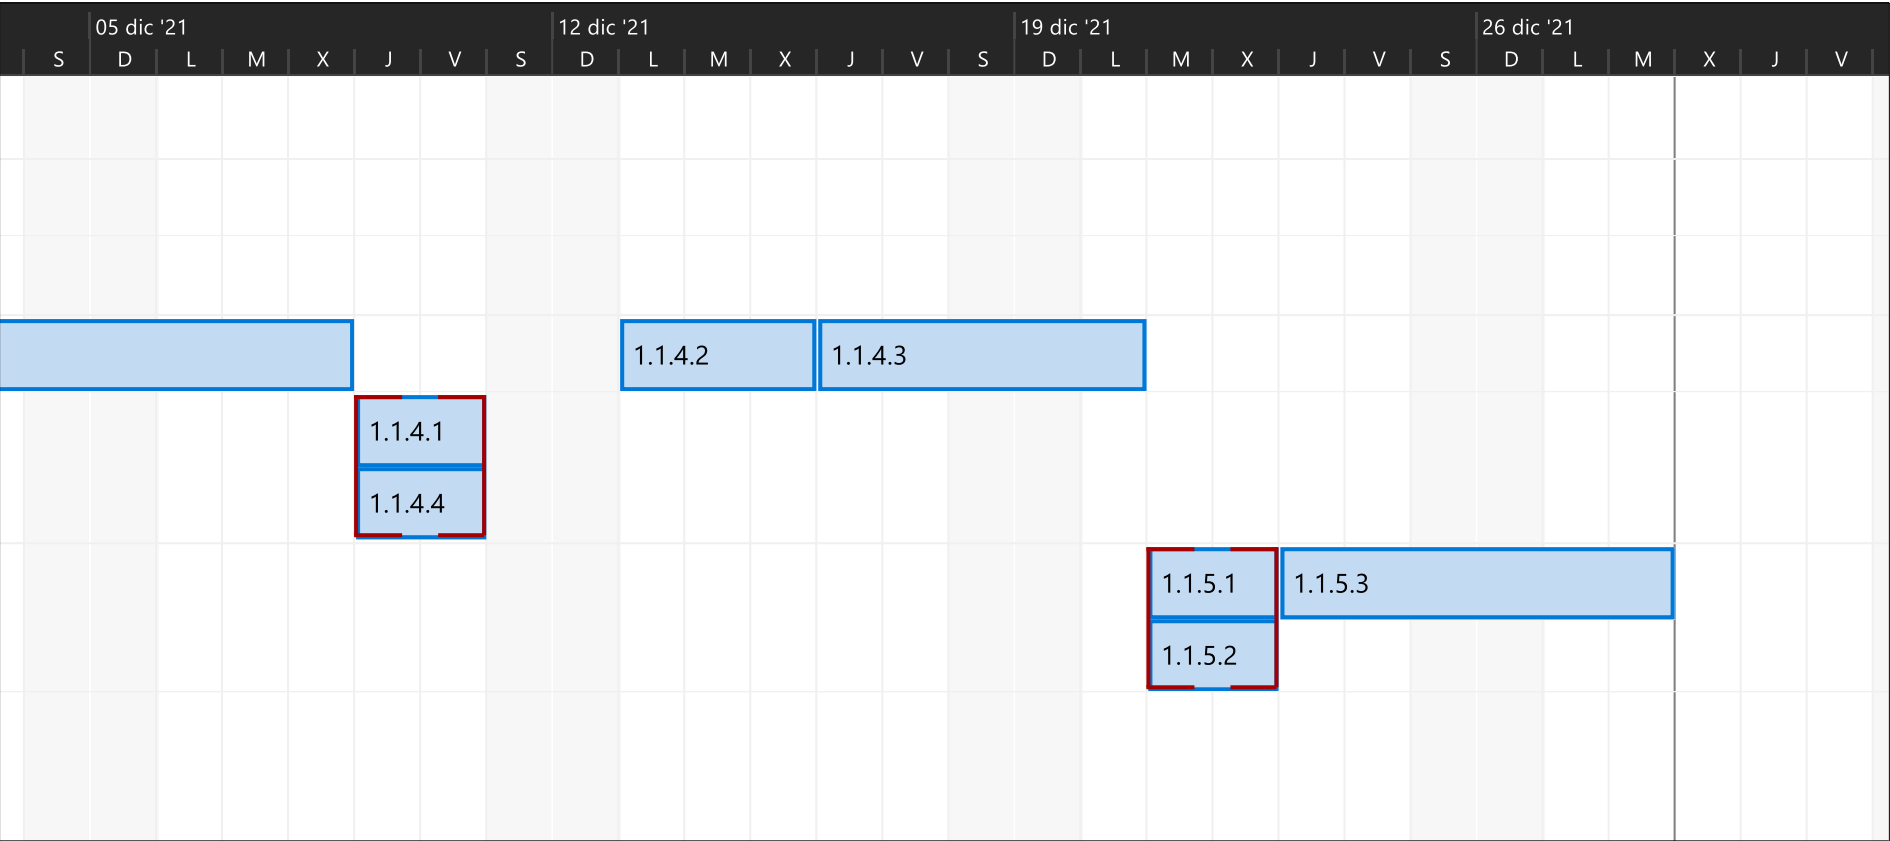 05 dic '21 12 dic '21 19 dic '21 26 dic '21
S D L M X J V S D L M X J V S D L M X J V S D L M X J V
1.1.4.2 1.1.4.3
1.1.4.1
1.1.4.4
1.1.5.1 1.1.5.3
1.1.5.2